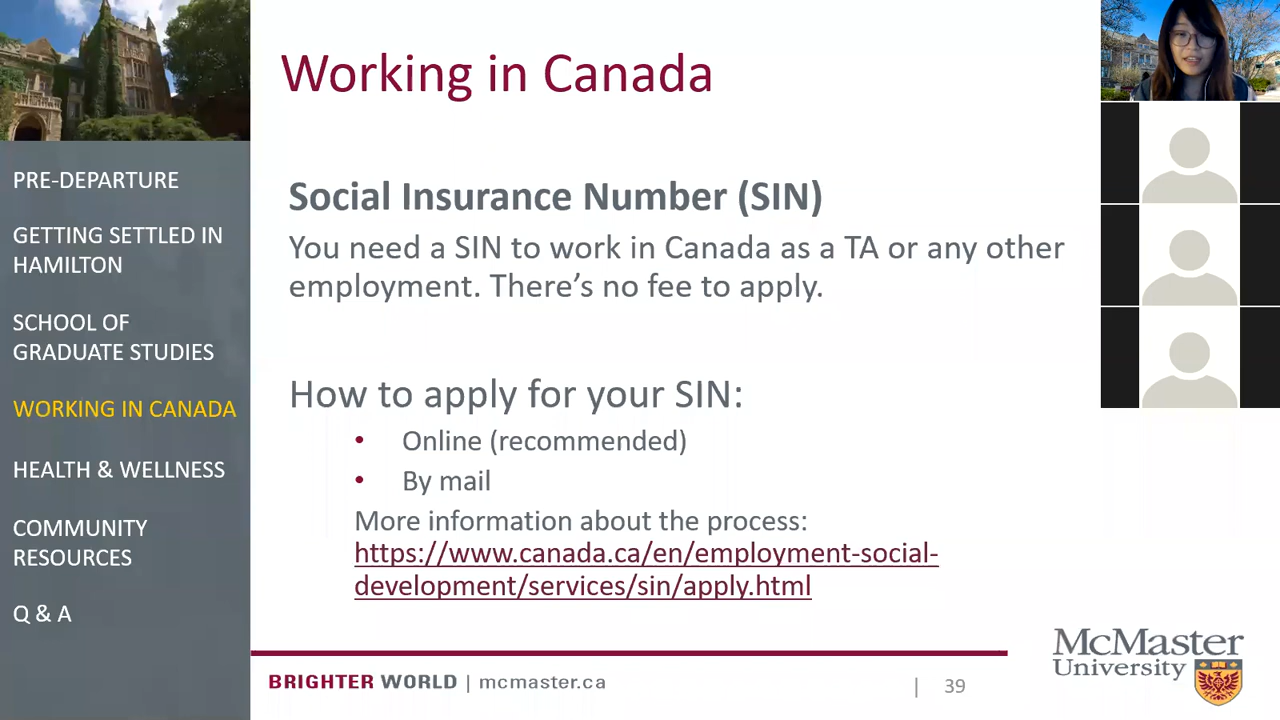 Working in Canada
PRE-DEPARTURE
GETTING SETTLED IN
HAMILTON
SCHOOL OF
GRADUATE STUDIES
WORKING IN CANADA
HEALTH & WELLNESS
COMMUNITY
RESOURCES
Q & A
Social Insurance Number (SIN)
You need a SIN to work in Canada as a TA or any other
employment. There’s no fee to apply.
How to apply for your SIN:
• Online (recommended)
• By mail
More information about the process:
https://www.canada.ca/en/employment-social-
development/services/sin/apply.html
BRIGHTER WORLD | mcmaster.ca
| 39
McMaster
University